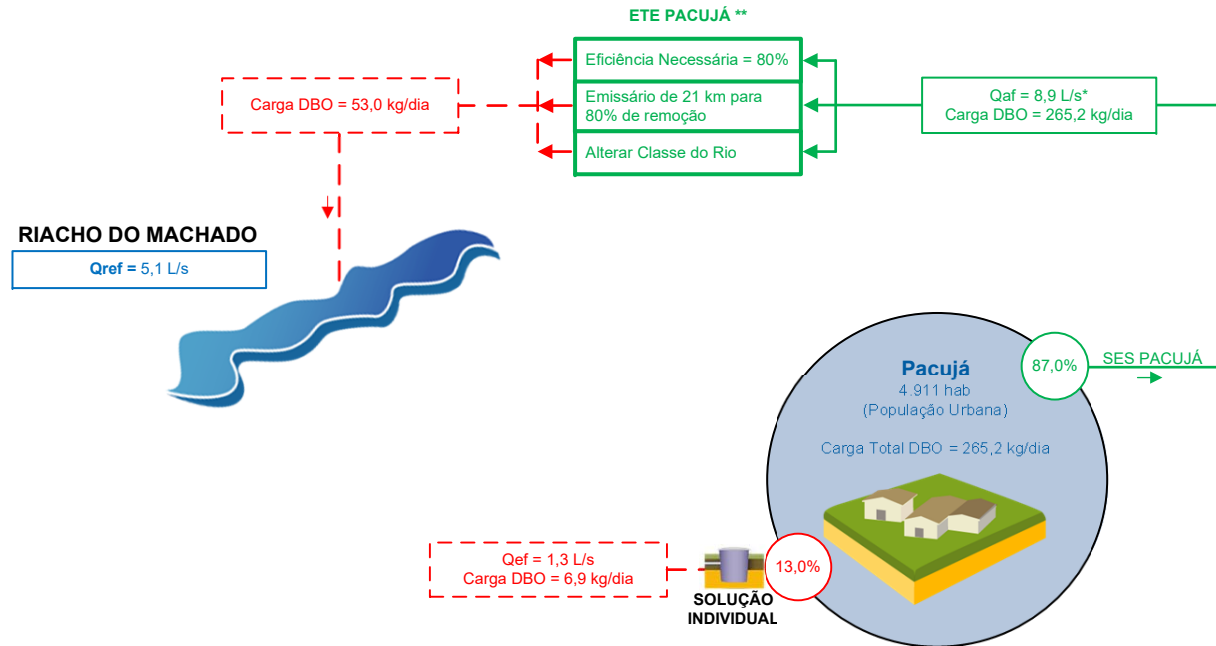 ETE PACUJÁ **
Eficiência Necessária = 80%
Emissário de 21 km para
80% de remoção
Alterar Classe do Rio
Carga DBO = 53,0 kg/dia
Qaf = 8,9 L/s*
Carga DBO = 265,2 kg/dia
RIACHO DO MACHADO
Qref = 5,1 L/s
Pacujá
4.911 hab
(População Urbana)
Carga Total DBO = 265,2 kg/dia
87,0%
SES PACUJÁ
Qef = 1,3 L/s
Carga DBO = 6,9 kg/dia
13,0%
SOLUÇÃO
INDIVIDUAL